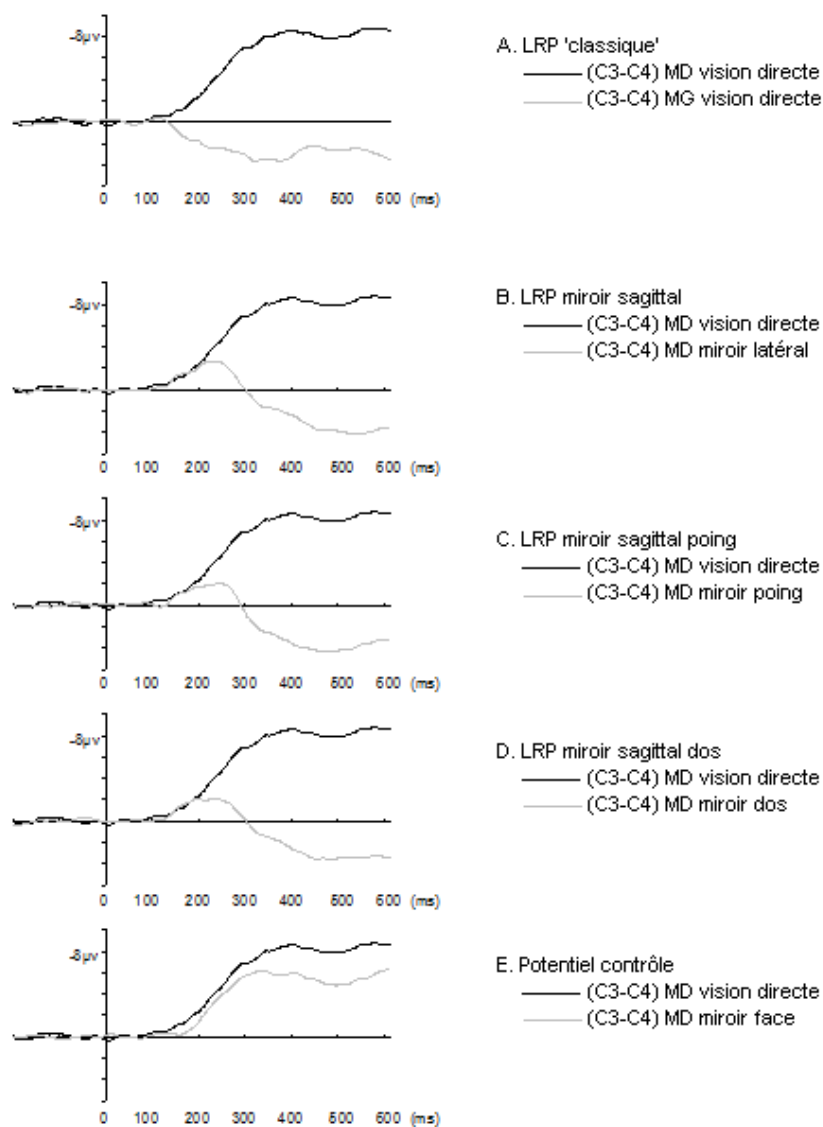 -8μv
0 100 200 300 400 500 600 (ms)
A. LRP 'classique'
(C3-C4) MD vision directe
(C3-C4) MG vision directe
-8μv
0 100 200 300 400 500 600 (ms)
B. LRP miroir sagittal
(C3-C4) MD vision directe
(C3-C4) MD miroir latéral
-8μv
0 100 200 300 400 500 600 (ms)
C. LRP miroir sagittal poing
(C3-C4) MD vision directe
(C3-C4) MD miroir poing
-8μv
0 100 200 300 400 500 600 (ms)
D. LRP miroir sagittal dos
(C3-C4) MD vision directe
(C3-C4) MD miroir dos
-8μv
0 100 200 300 400 500 600 (ms)
E. Potentiel contrôle
(C3-C4) MD vision directe
(C3-C4) MD miroir face